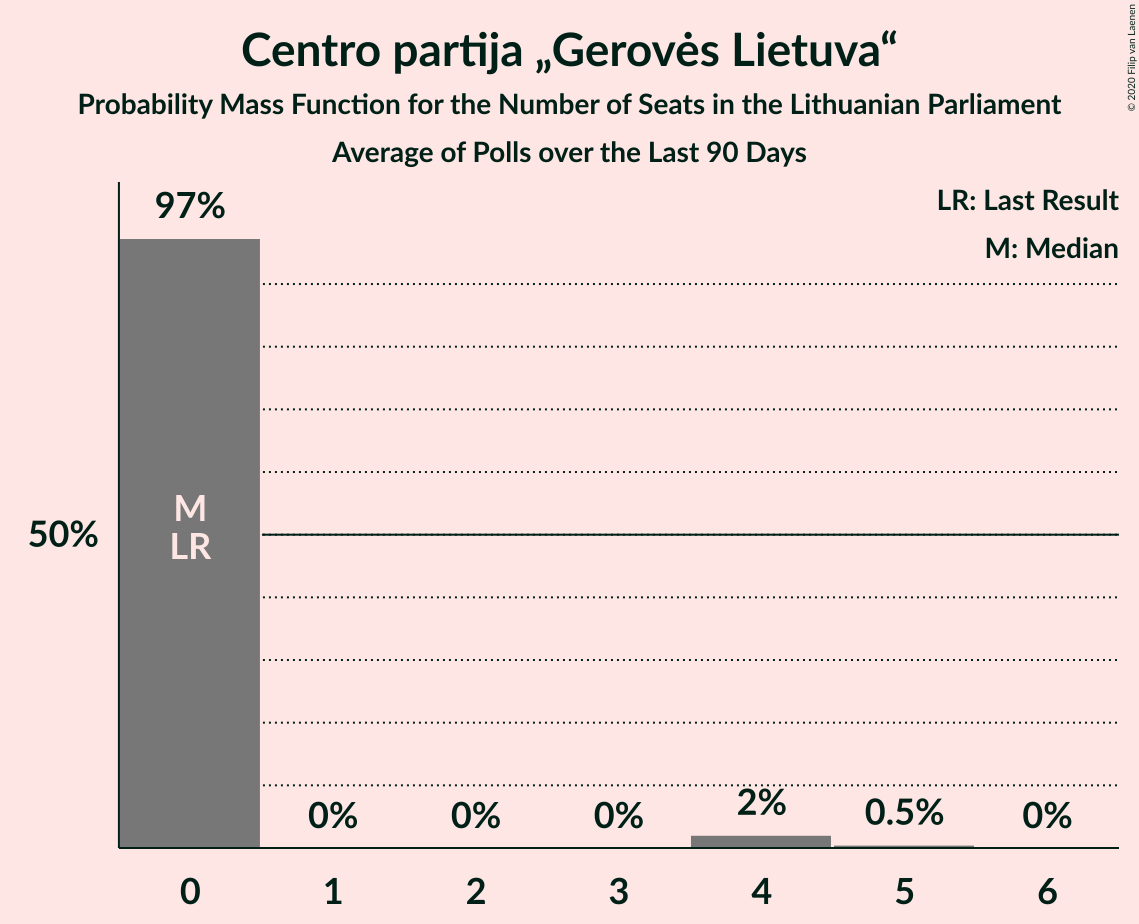 Centro partija „Gerovės Lietuva“
Probability Mass Function for the Number of Seats in the Lithuanian Parliament
Average of Polls over the Last 90 Days
© 2020 Filip van Laenen
LR: Last Result
M: Median
97%
M
LR
50%
0%
0%
0%
2%
0.5%
0%
0
1
2
3
4
5
6